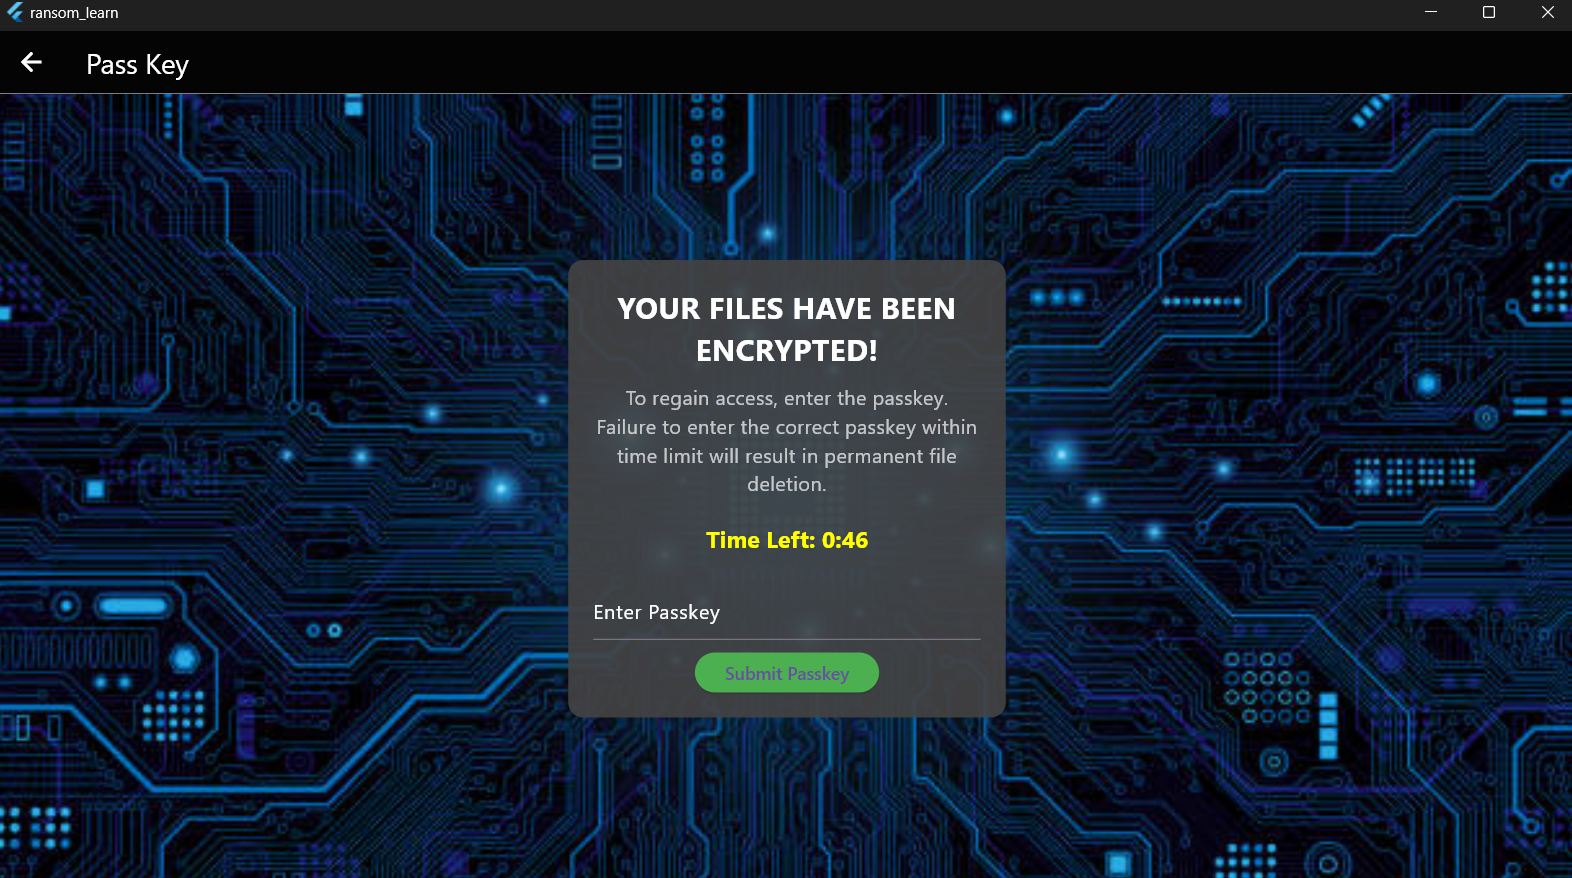 ransom_learn
Pass Key
YOUR FILES HAVE BEEN
ENCRYPTED!
To regain access, enter the passkey.
Failure to enter the correct passkey within
time limit will result in permanent file
deletion.
Time Left: 0:46
Enter Passkey
Submit Passkey